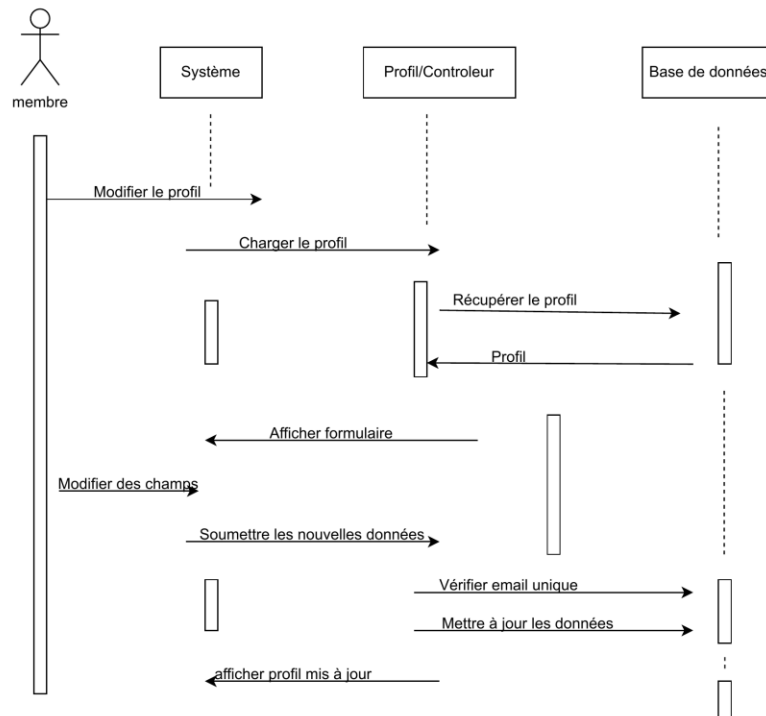 membre
Système
Profil/Controleur
Base de données
Modifier le profil
Charger le profil
Récupérer le profil
Profil
Afficher formulaire
Modifier des champs
Soumettre les nouvelles données
Vérifier email unique
Mettre à jour les données
afficher profil mis à jour